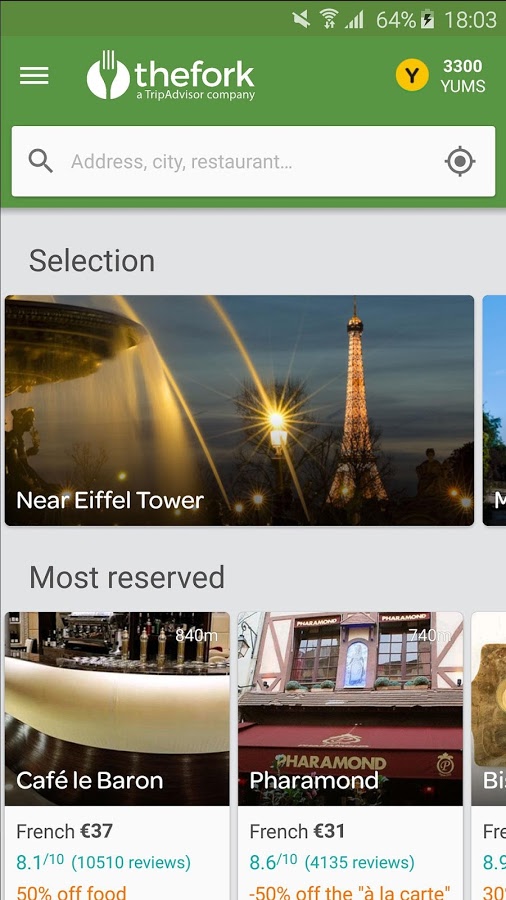 64% 18:03
thefork
a TripAdvisor company
Y
3300
YUMS
Address, city, restaurant...
Selection
Near Eiffel Tower
M
Most reserved
840m
740m
PHARAMOND
PHARAMOND
PHARAMOND
Café le Baron
Pharamond
Bi
French €37
French €31
Fre
8.1/10 (10510 reviews)
8.6/10 (4135 reviews)
8.9
50% off food
-50% off the "à la carte"
30